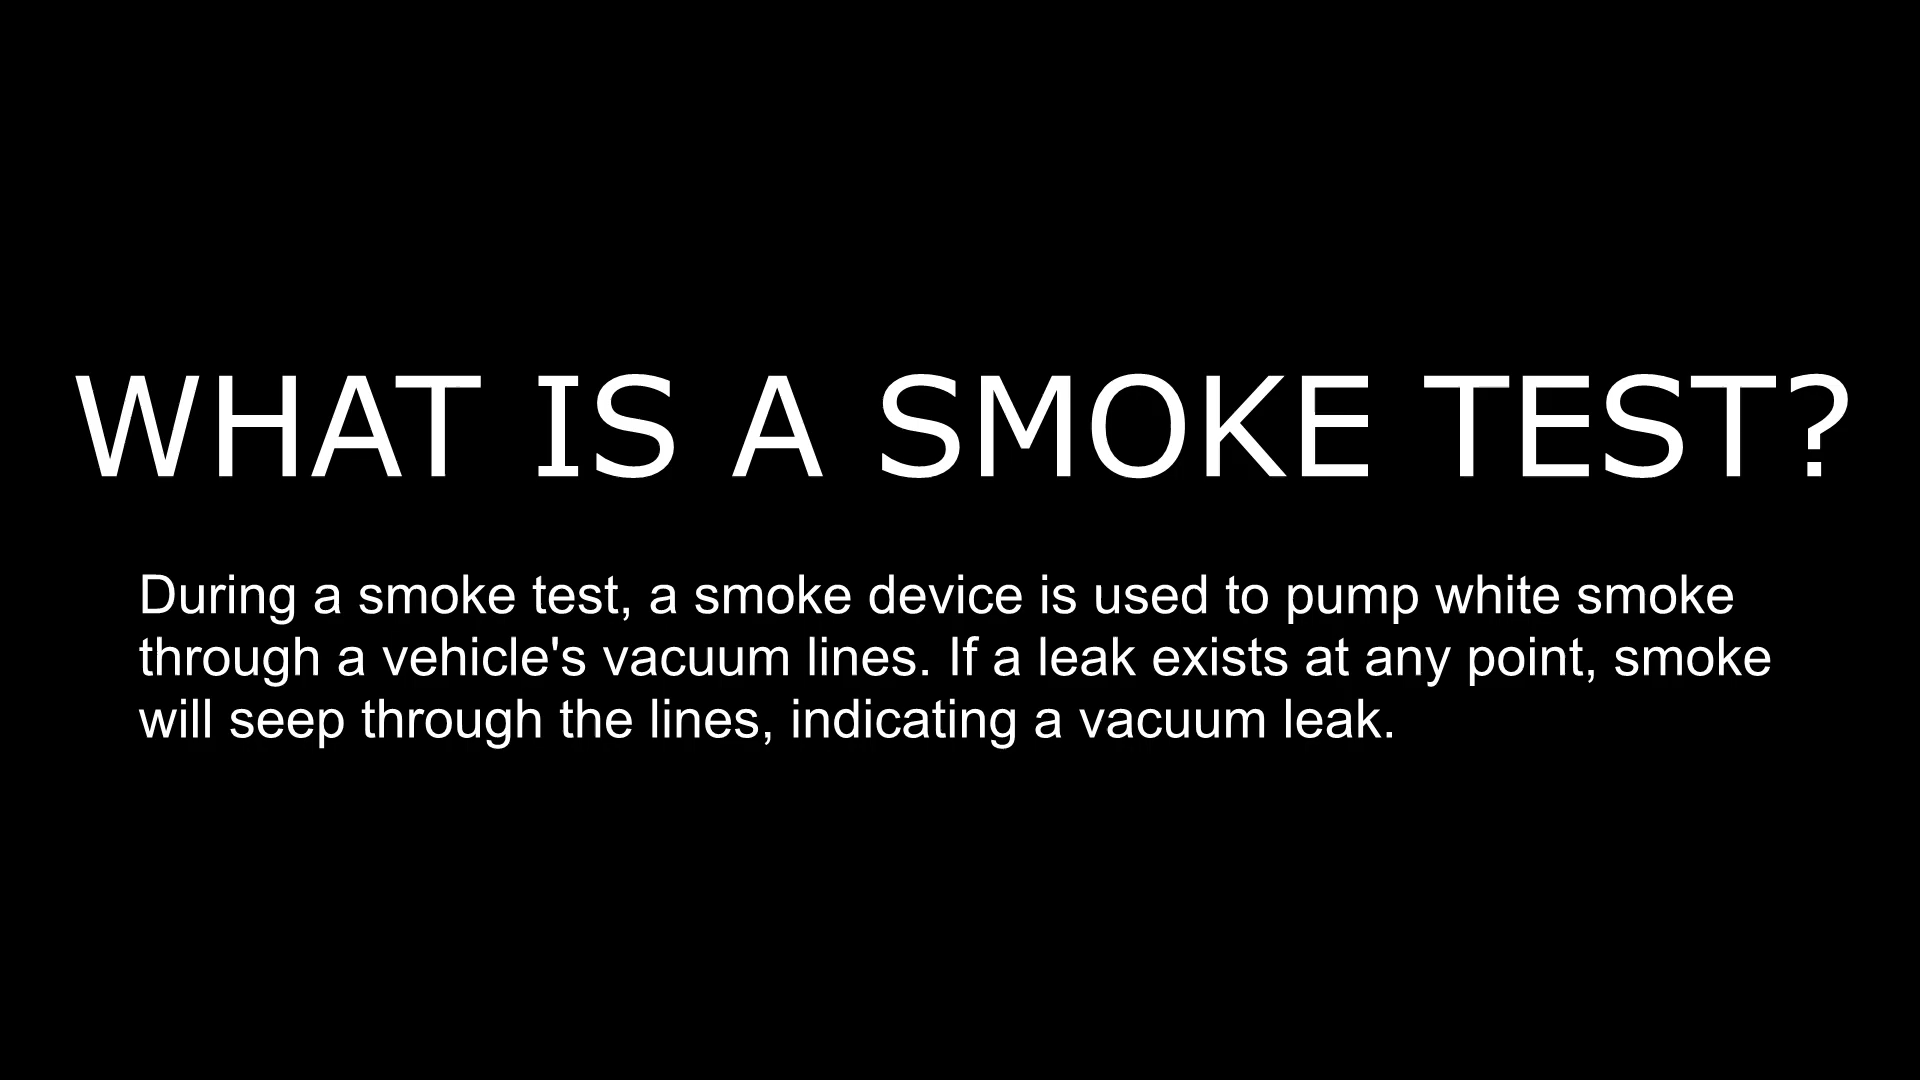 WHAT IS A SMOKE TEST?
During a smoke test, a smoke device is used to pump white smoke
through a vehicle's vacuum lines. If a leak exists at any point, smoke
will seep through the lines, indicating a vacuum leak.